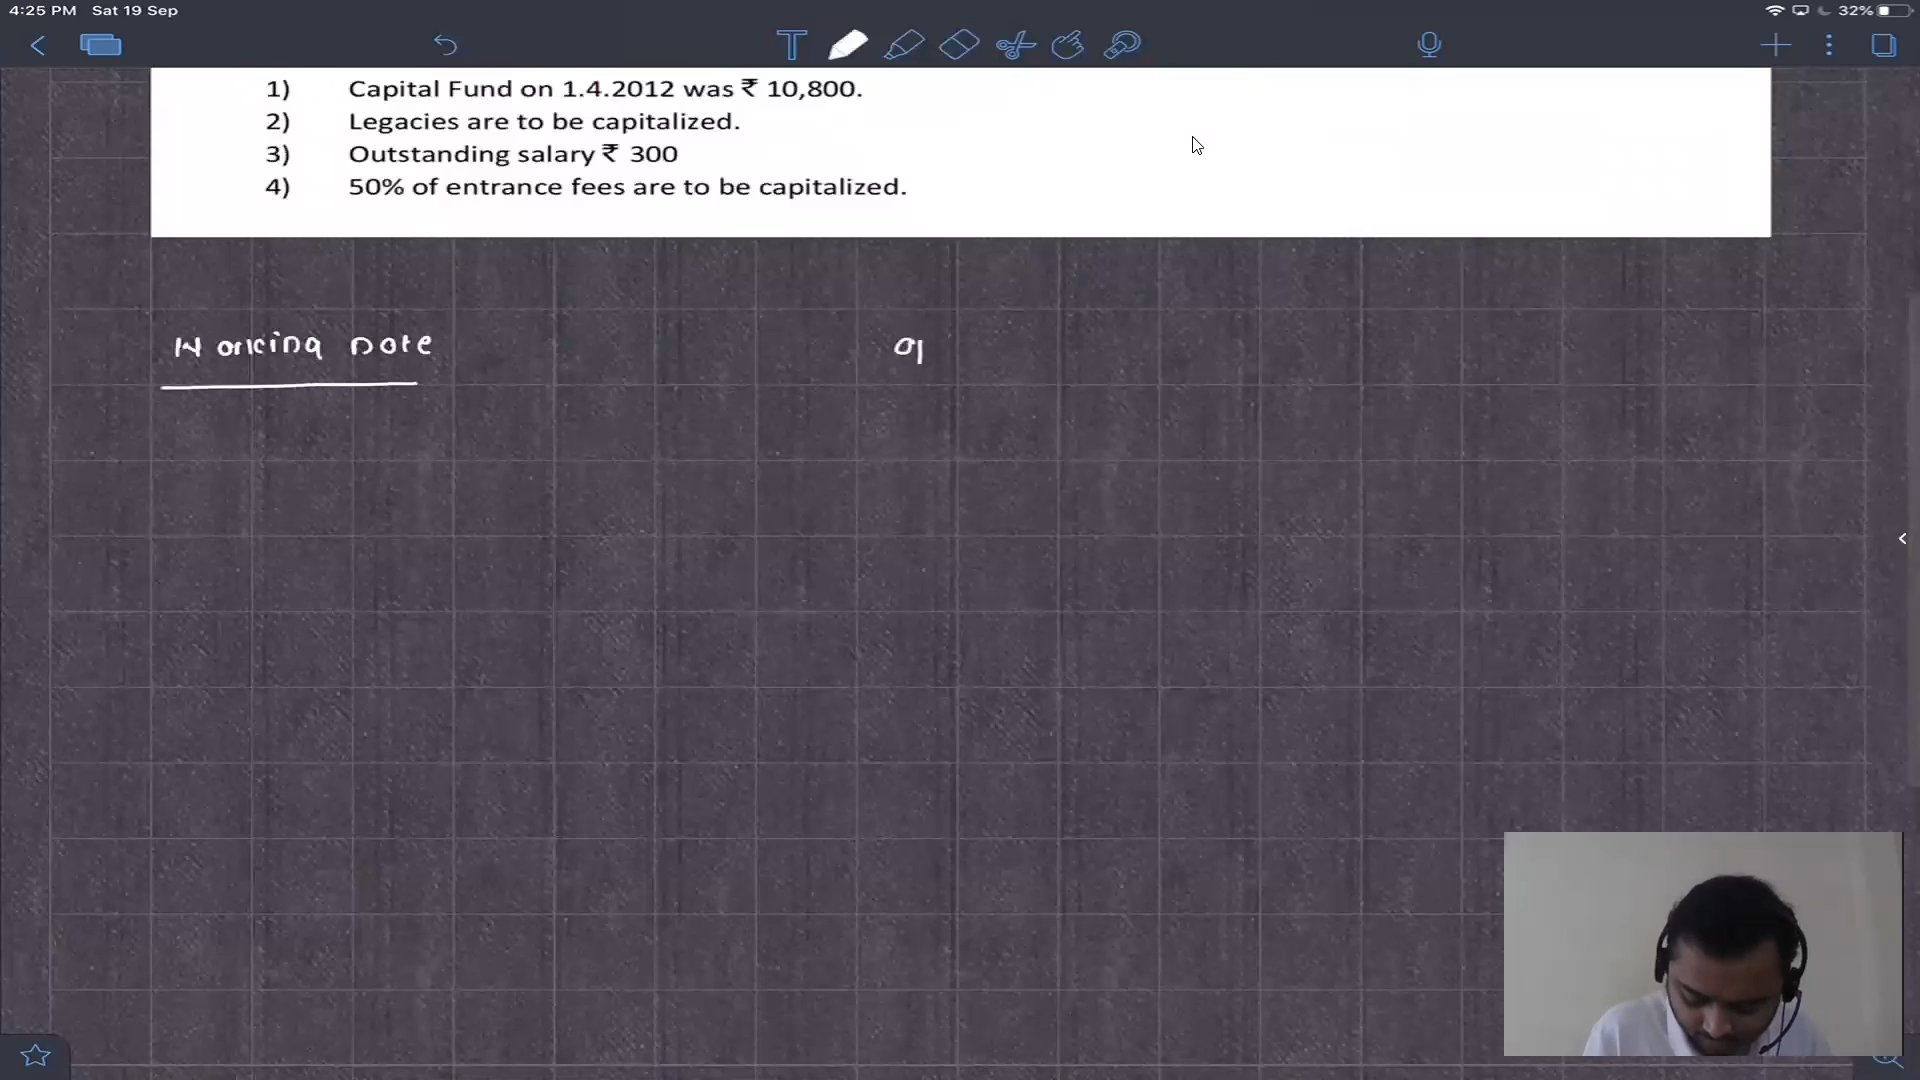 4:25 PM Sat 19 Sep
32%
T
1) Capital Fund on 1.4.2012 was ₹ 10,800.
2) Legacies are to be capitalized.
3) Outstanding salary ₹ 300
4) 50% of entrance fees are to be capitalized.
Working note